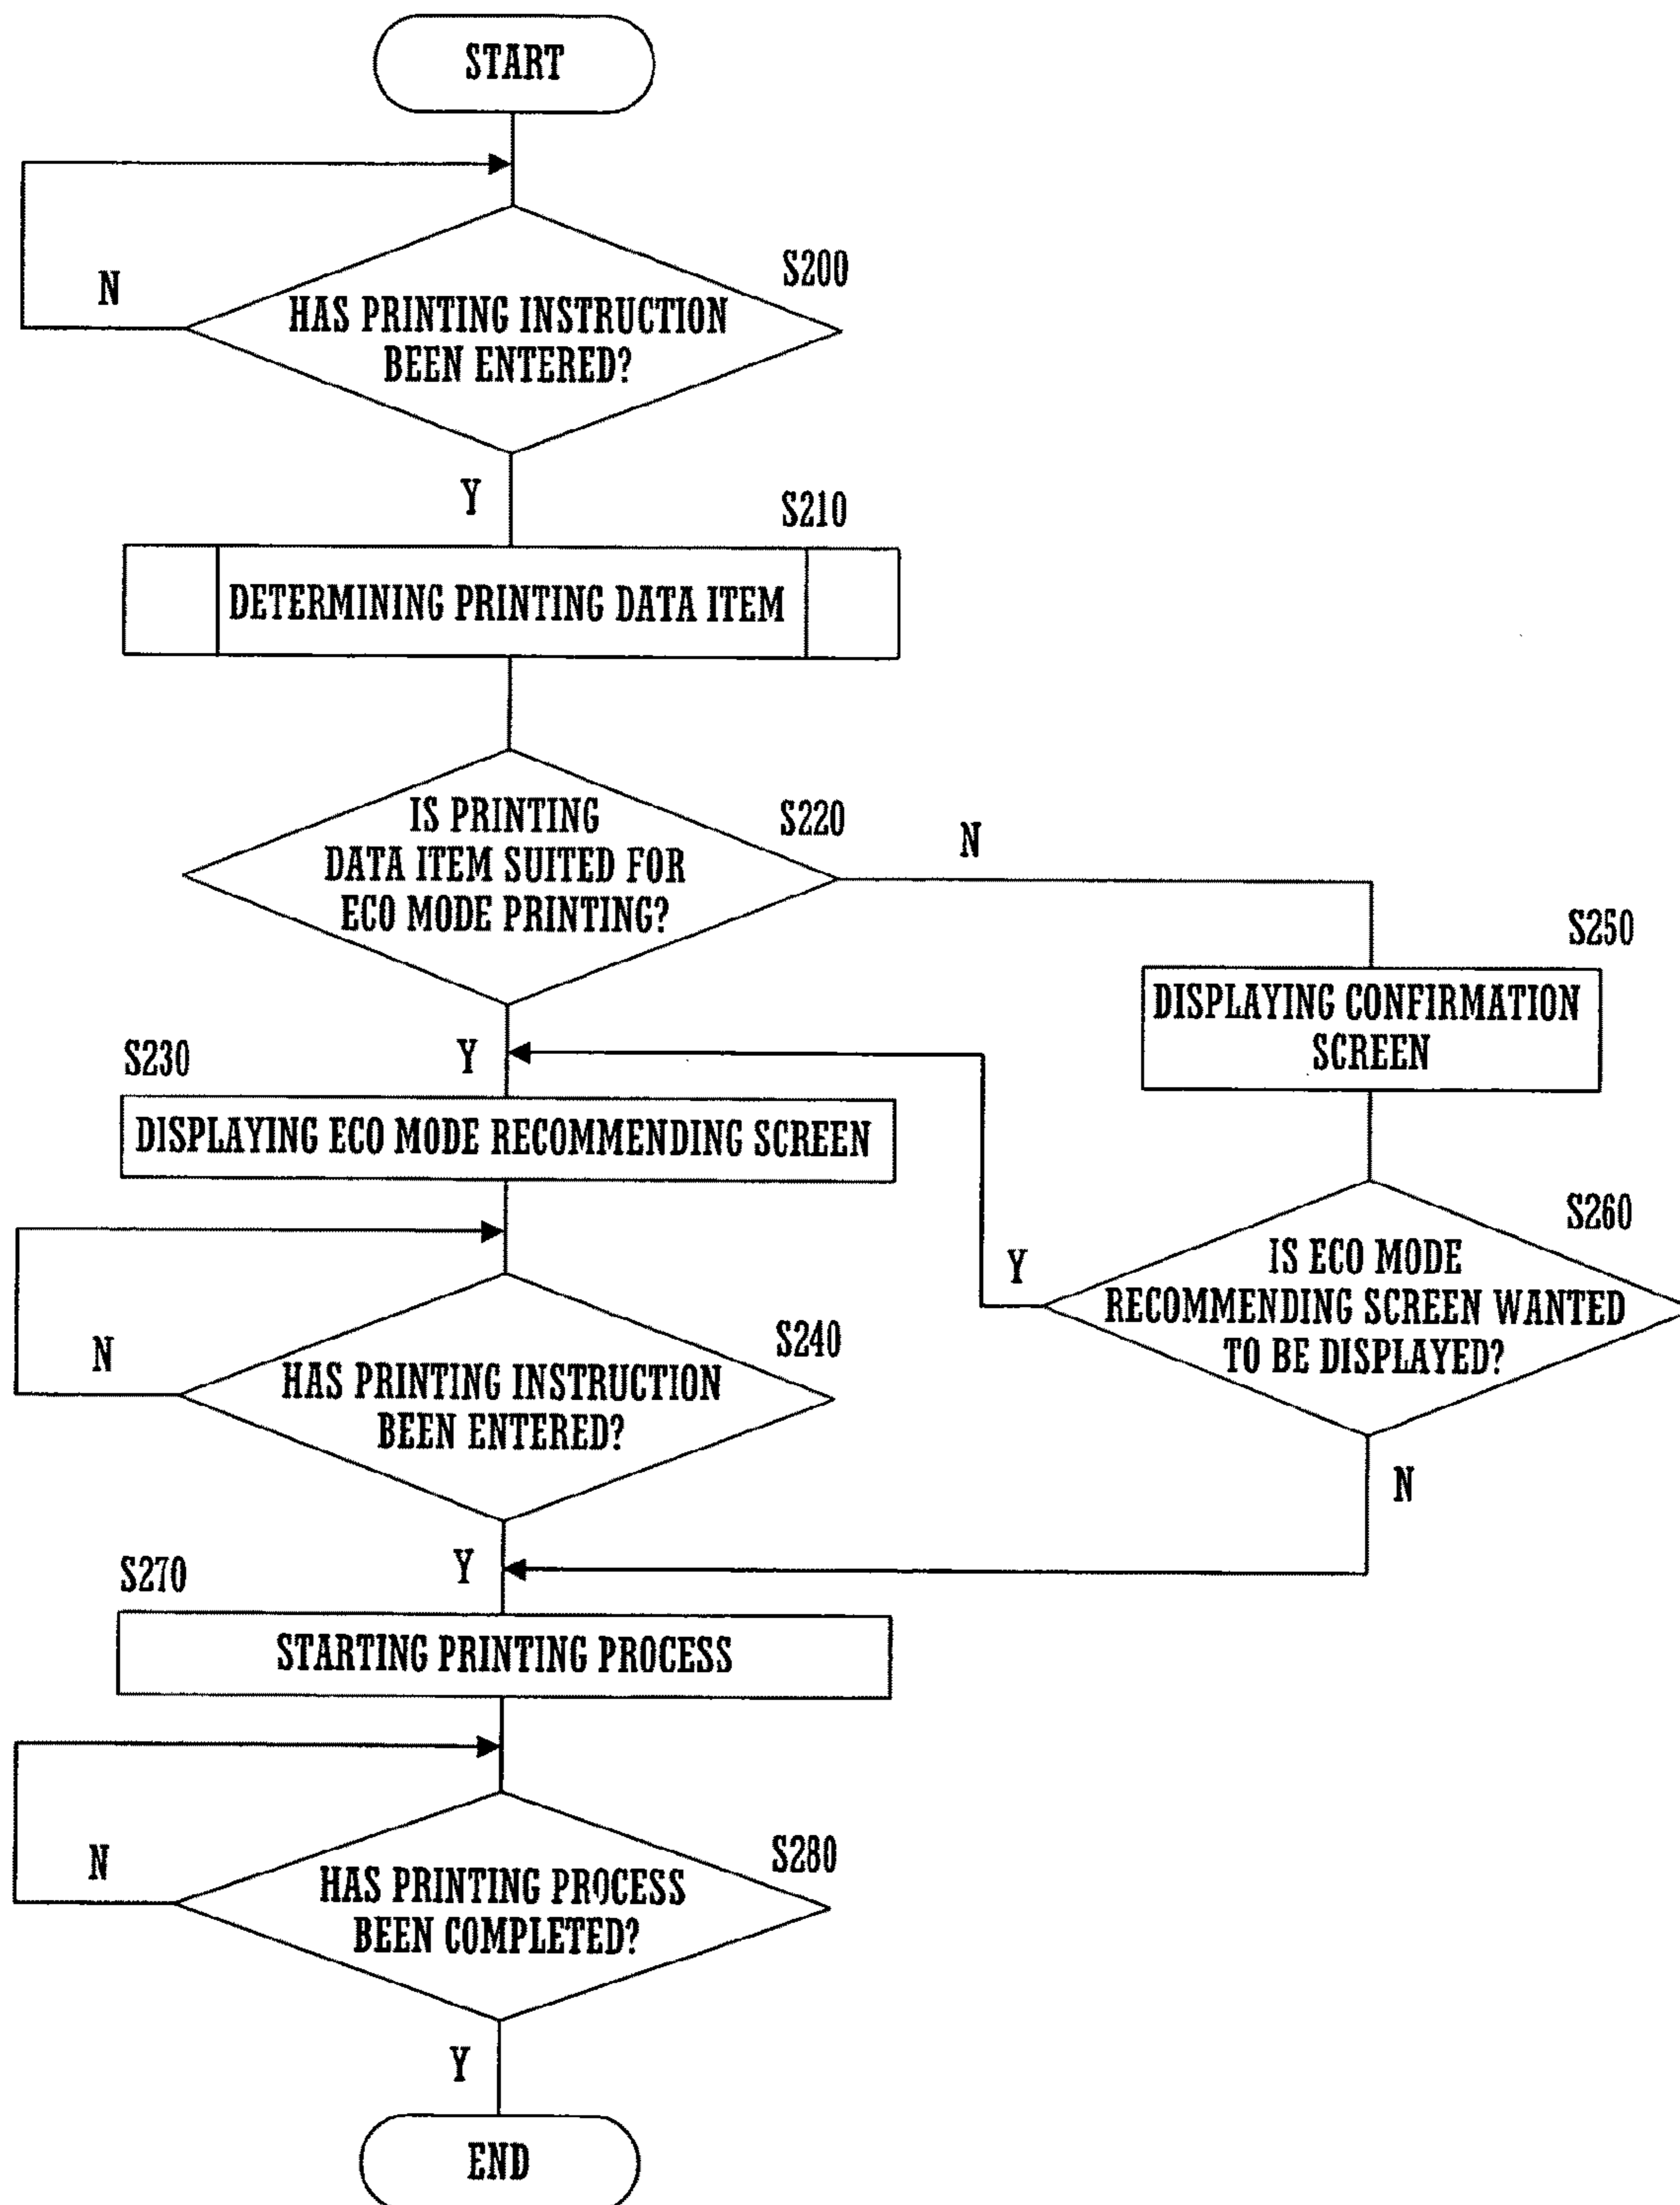 START
N
S200
HAS PRINTING INSTRUCTION
BEEN ENTERED?
Y
S210
DETERMINING PRINTING DATA ITEM
IS PRINTING
DATA ITEM SUITED FOR
ECO MODE PRINTING?
S220
N
S250
DISPLAYING CONFIRMATION
SCREEN
S230
Y
DISPLAYING ECO MODE RECOMMENDING SCREEN
S260
Y
IS ECO MODE
RECOMMENDING SCREEN WANTED
TO BE DISPLAYED?
N
S240
HAS PRINTING INSTRUCTION
BEEN ENTERED?
N
S270
Y
STARTING PRINTING PROCESS
N
S280
HAS PRINTING PROCESS
BEEN COMPLETED?
Y
END